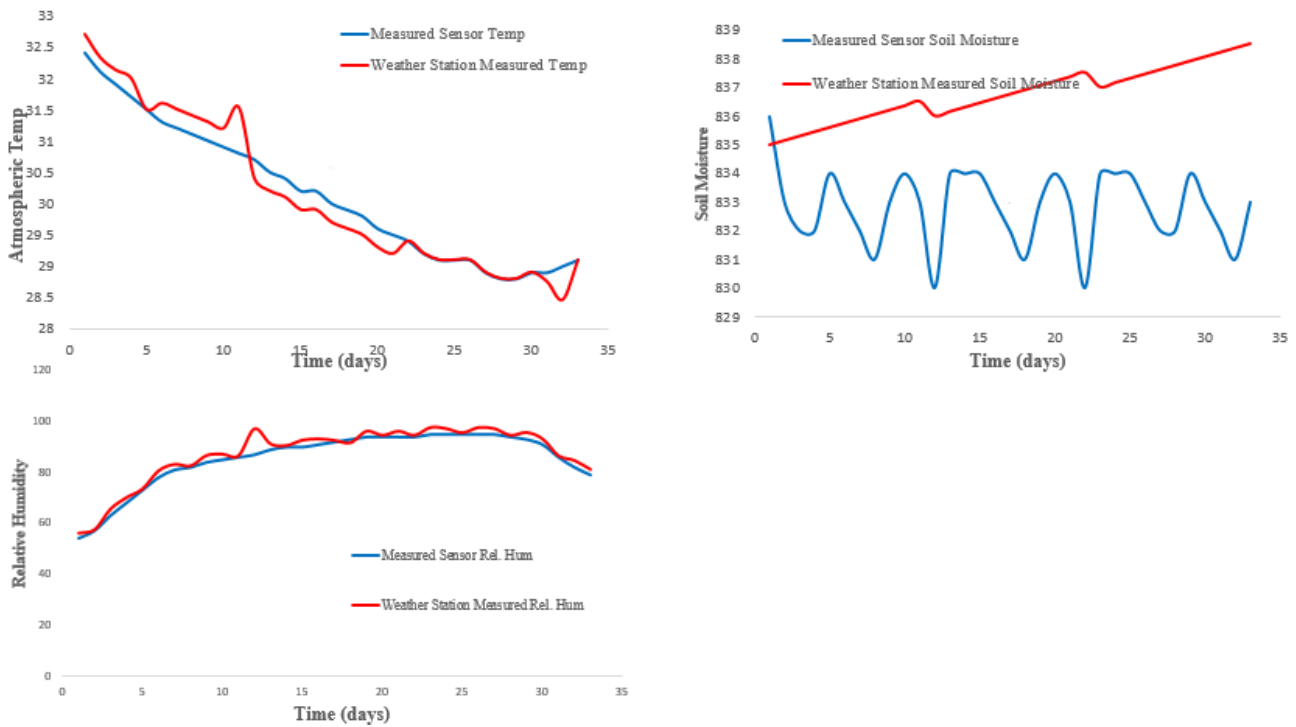 33
32.5
32
31.5
31
30.5
30
29.5
29
28.5
28
Atmospheric Temp
Measured Sensor Temp
Weather Station Measured Temp
0 5 10 15 20 25 30 35
Time (days)
839
838
837
836
835
834
833
832
831
830
829
Soil Moisture
Measured Sensor Soil Moisture
Weather Station Measured Soil Moisture
0 5 10 15 20 25 30 35
Time (days)
120
100
80
60
40
20
0
Relative Humidity
Measured Sensor Rel. Hum
Weather Station Measured Rel. Hum
0 5 10 15 20 25 30 35
Time (days)